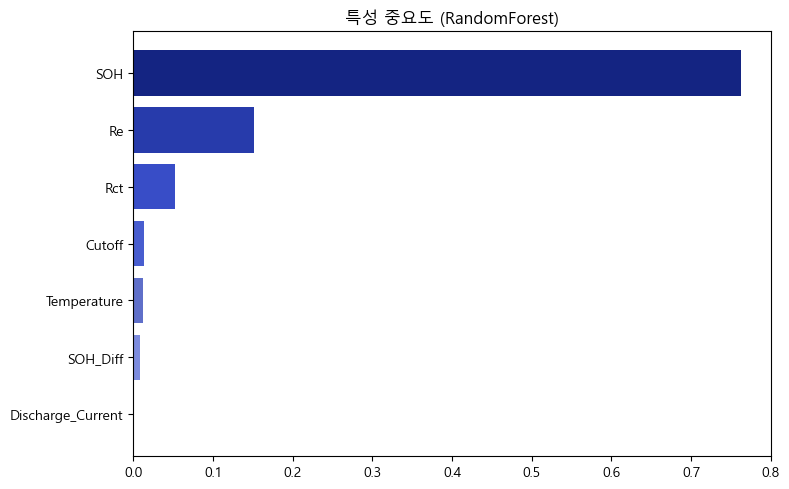 특성 중요도 (RandomForest)
SOH
Re
Rct
Cutoff
Temperature
SOH_Diff
Discharge_Current
0.0 0.1 0.2 0.3 0.4 0.5 0.6 0.7 0.8